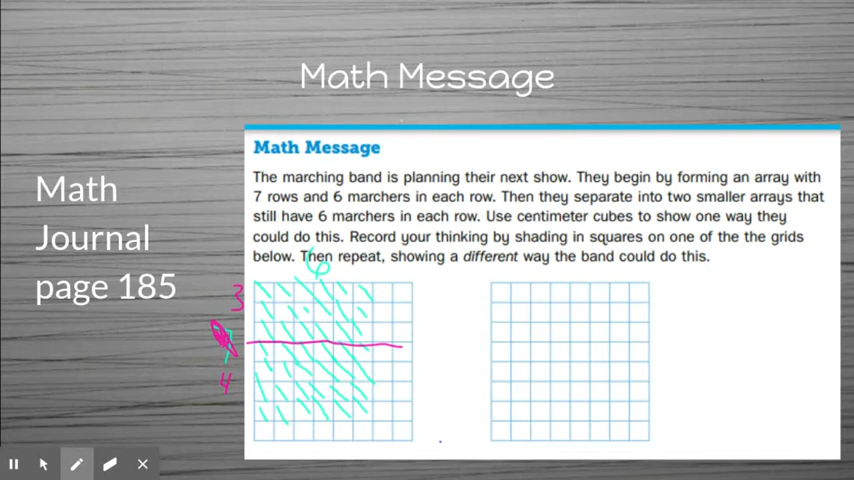 Math Message
Math
Journal
page 185
Math Message
The marching band is planning their next show. They begin by forming an array with
7 rows and 6 marchers in each row. Then they separate into two smaller arrays that
still have 6 marchers in each row. Use centimeter cubes to show one way they
could do this. Record your thinking by shading in squares on one of the the grids
below. Then repeat, showing a different way the band could do this.
6
3
7
4